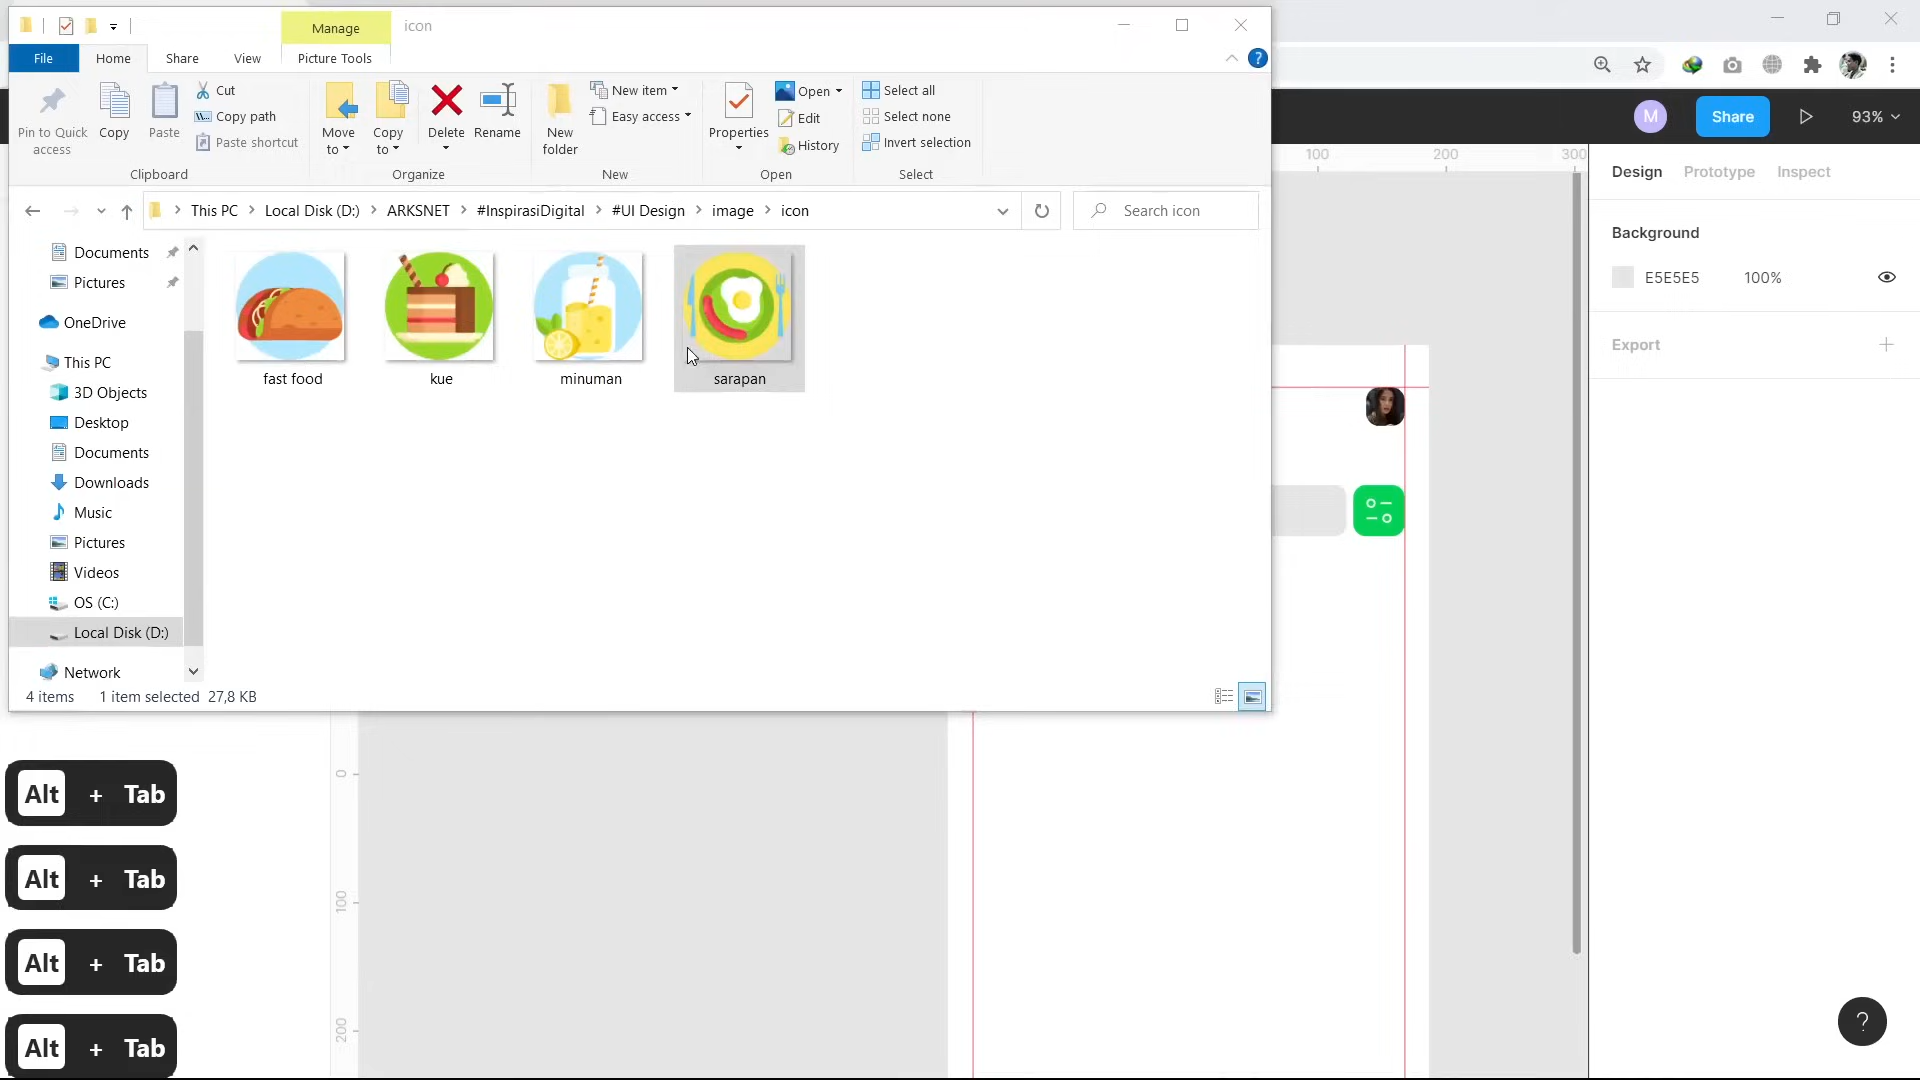 Manage
icon
File
Home
Share
View
Picture Tools
Pin to Quick access
Copy
Paste
Cut
Copy path
Paste shortcut
Move to
Copy to
Delete
Rename
New folder
New item
Easy access
Properties
Open
Edit
History
Select all
Select none
Invert selection
Clipboard
Organize
New
Open
Select
This PC
Local Disk (D:)
ARKSNET
#InspirasiDigital
#UI Design
image
icon
Search icon
Documents
Pictures
OneDrive
This PC
3D Objects
Desktop
Documents
Downloads
Music
Pictures
Videos
OS (C:)
Local Disk (D:)
Network
fast food
kue
minuman
sarapan
4 items
1 item selected 27,8 KB
M
Share
93%
100
200
300
Design
Prototype
Inspect
Background
E5E5E5
100%
Export
+
0
100
200
Alt + Tab
Alt + Tab
Alt + Tab
Alt + Tab
?